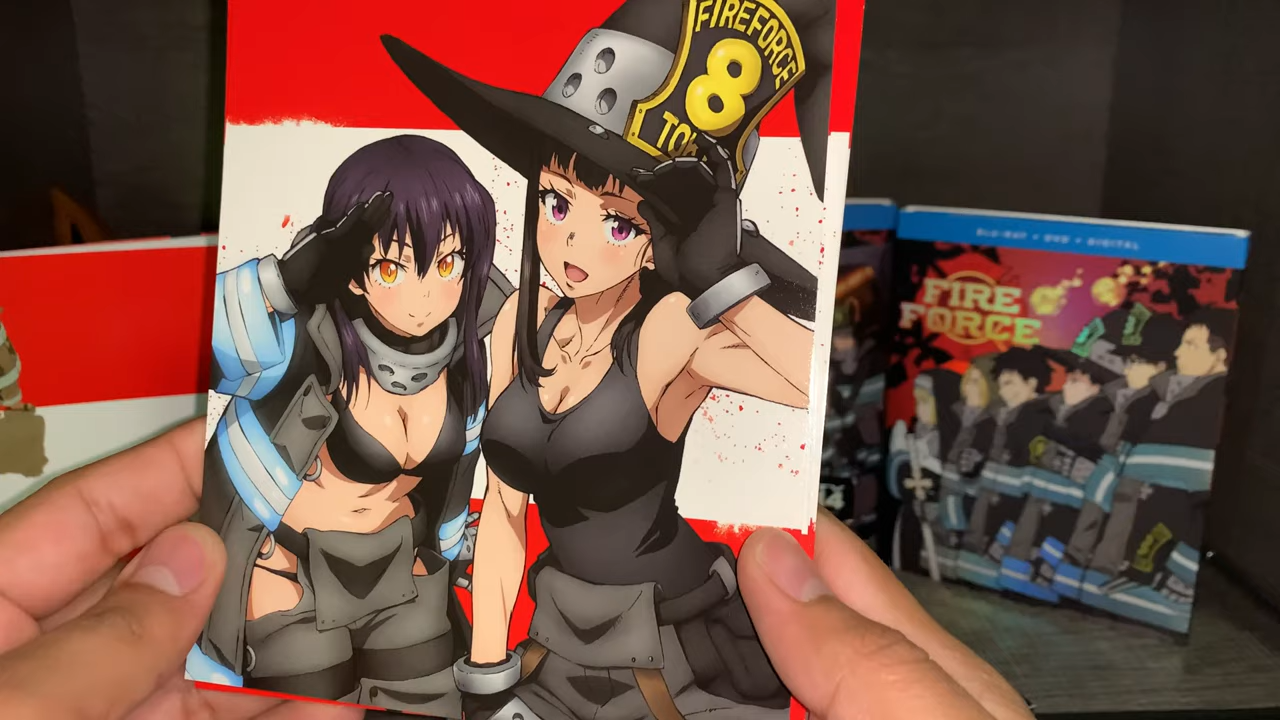 FIREFORCE
8
BLU-RAY + DVD + DIGITAL
FIRE
FORCE